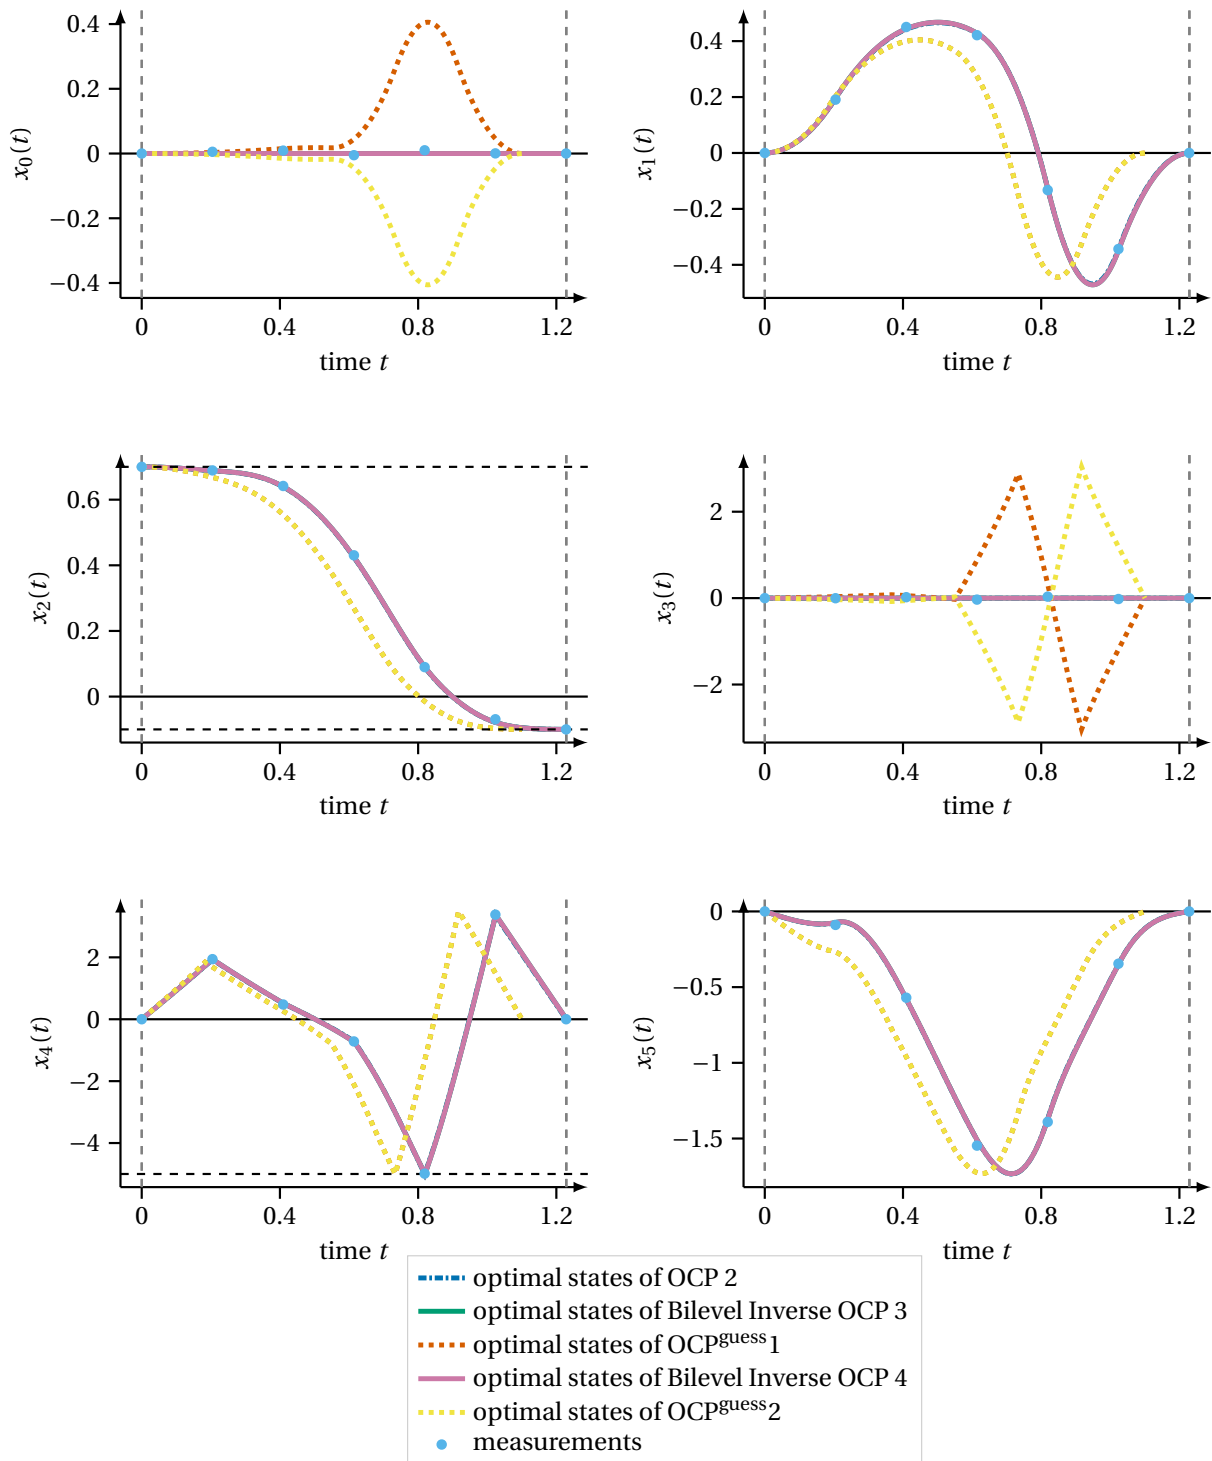 0.4
0.2
0
−0.2
−0.4
x0(t)
0 0.4 0.8 1.2
time t
0.4
0.2
0
−0.2
−0.4
x1(t)
0 0.4 0.8 1.2
time t
0.6
0.4
0.2
0
x2(t)
0 0.4 0.8 1.2
time t
2
0
−2
x3(t)
0 0.4 0.8 1.2
time t
2
0
−2
−4
x4(t)
0 0.4 0.8 1.2
time t
0
−0.5
−1
−1.5
x5(t)
0 0.4 0.8 1.2
time t
optimal states of OCP 2
optimal states of Bilevel Inverse OCP 3
optimal states of OCPguess1
optimal states of Bilevel Inverse OCP 4
optimal states of OCPguess2
measurements